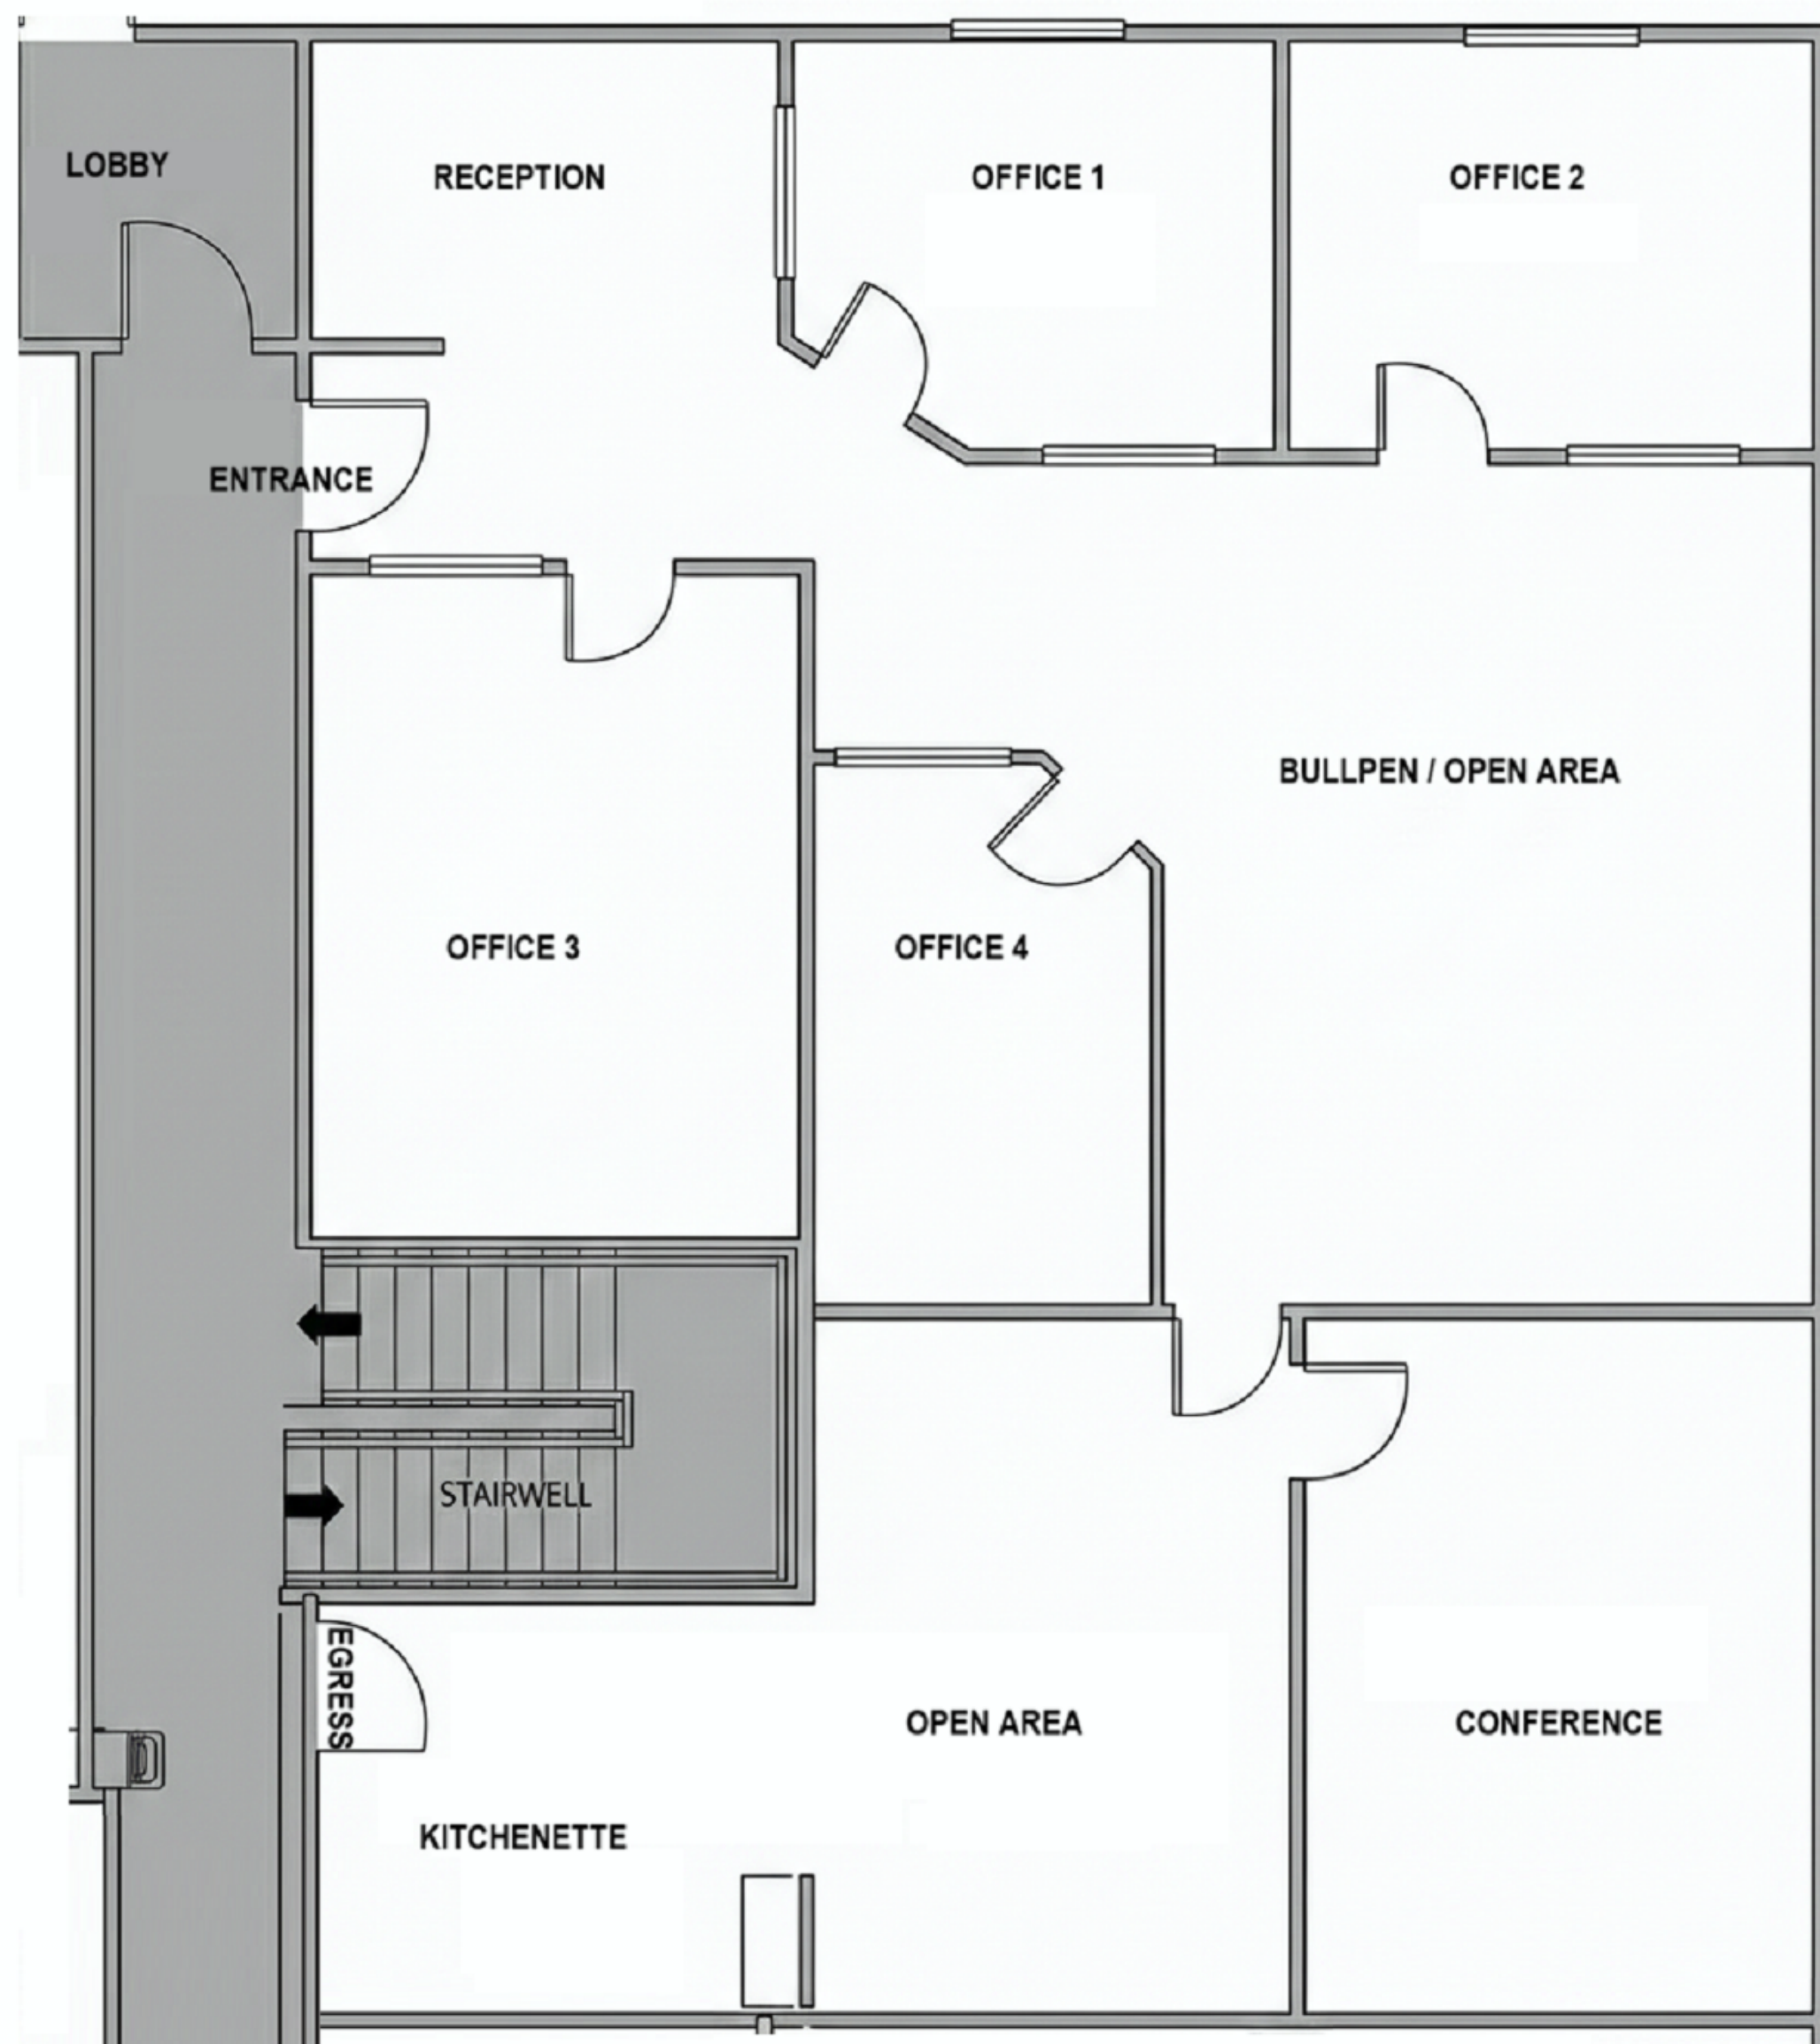 LOBBY
RECEPTION
OFFICE 1
OFFICE 2
ENTRANCE
BULLPEN / OPEN AREA
OFFICE 3
OFFICE 4
STAIRWELL
EGRESS
OPEN AREA
CONFERENCE
KITCHENETTE